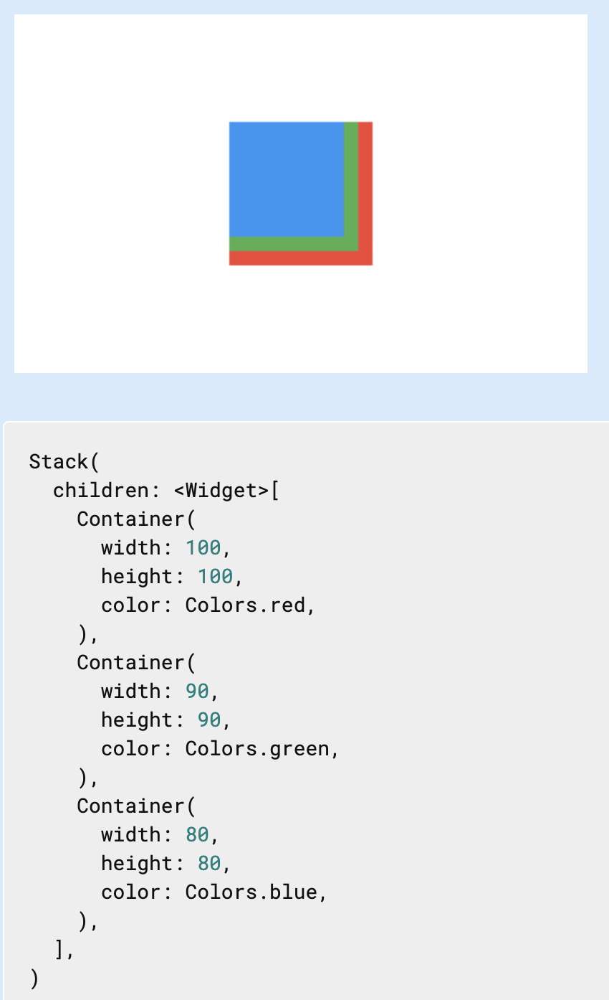 Stack(
  children: <Widget>[
    Container(
      width: 100,
      height: 100,
      color: Colors.red,
    ),
    Container(
      width: 90,
      height: 90,
      color: Colors.green,
    ),
    Container(
      width: 80,
      height: 80,
      color: Colors.blue,
    ),
  ],
)